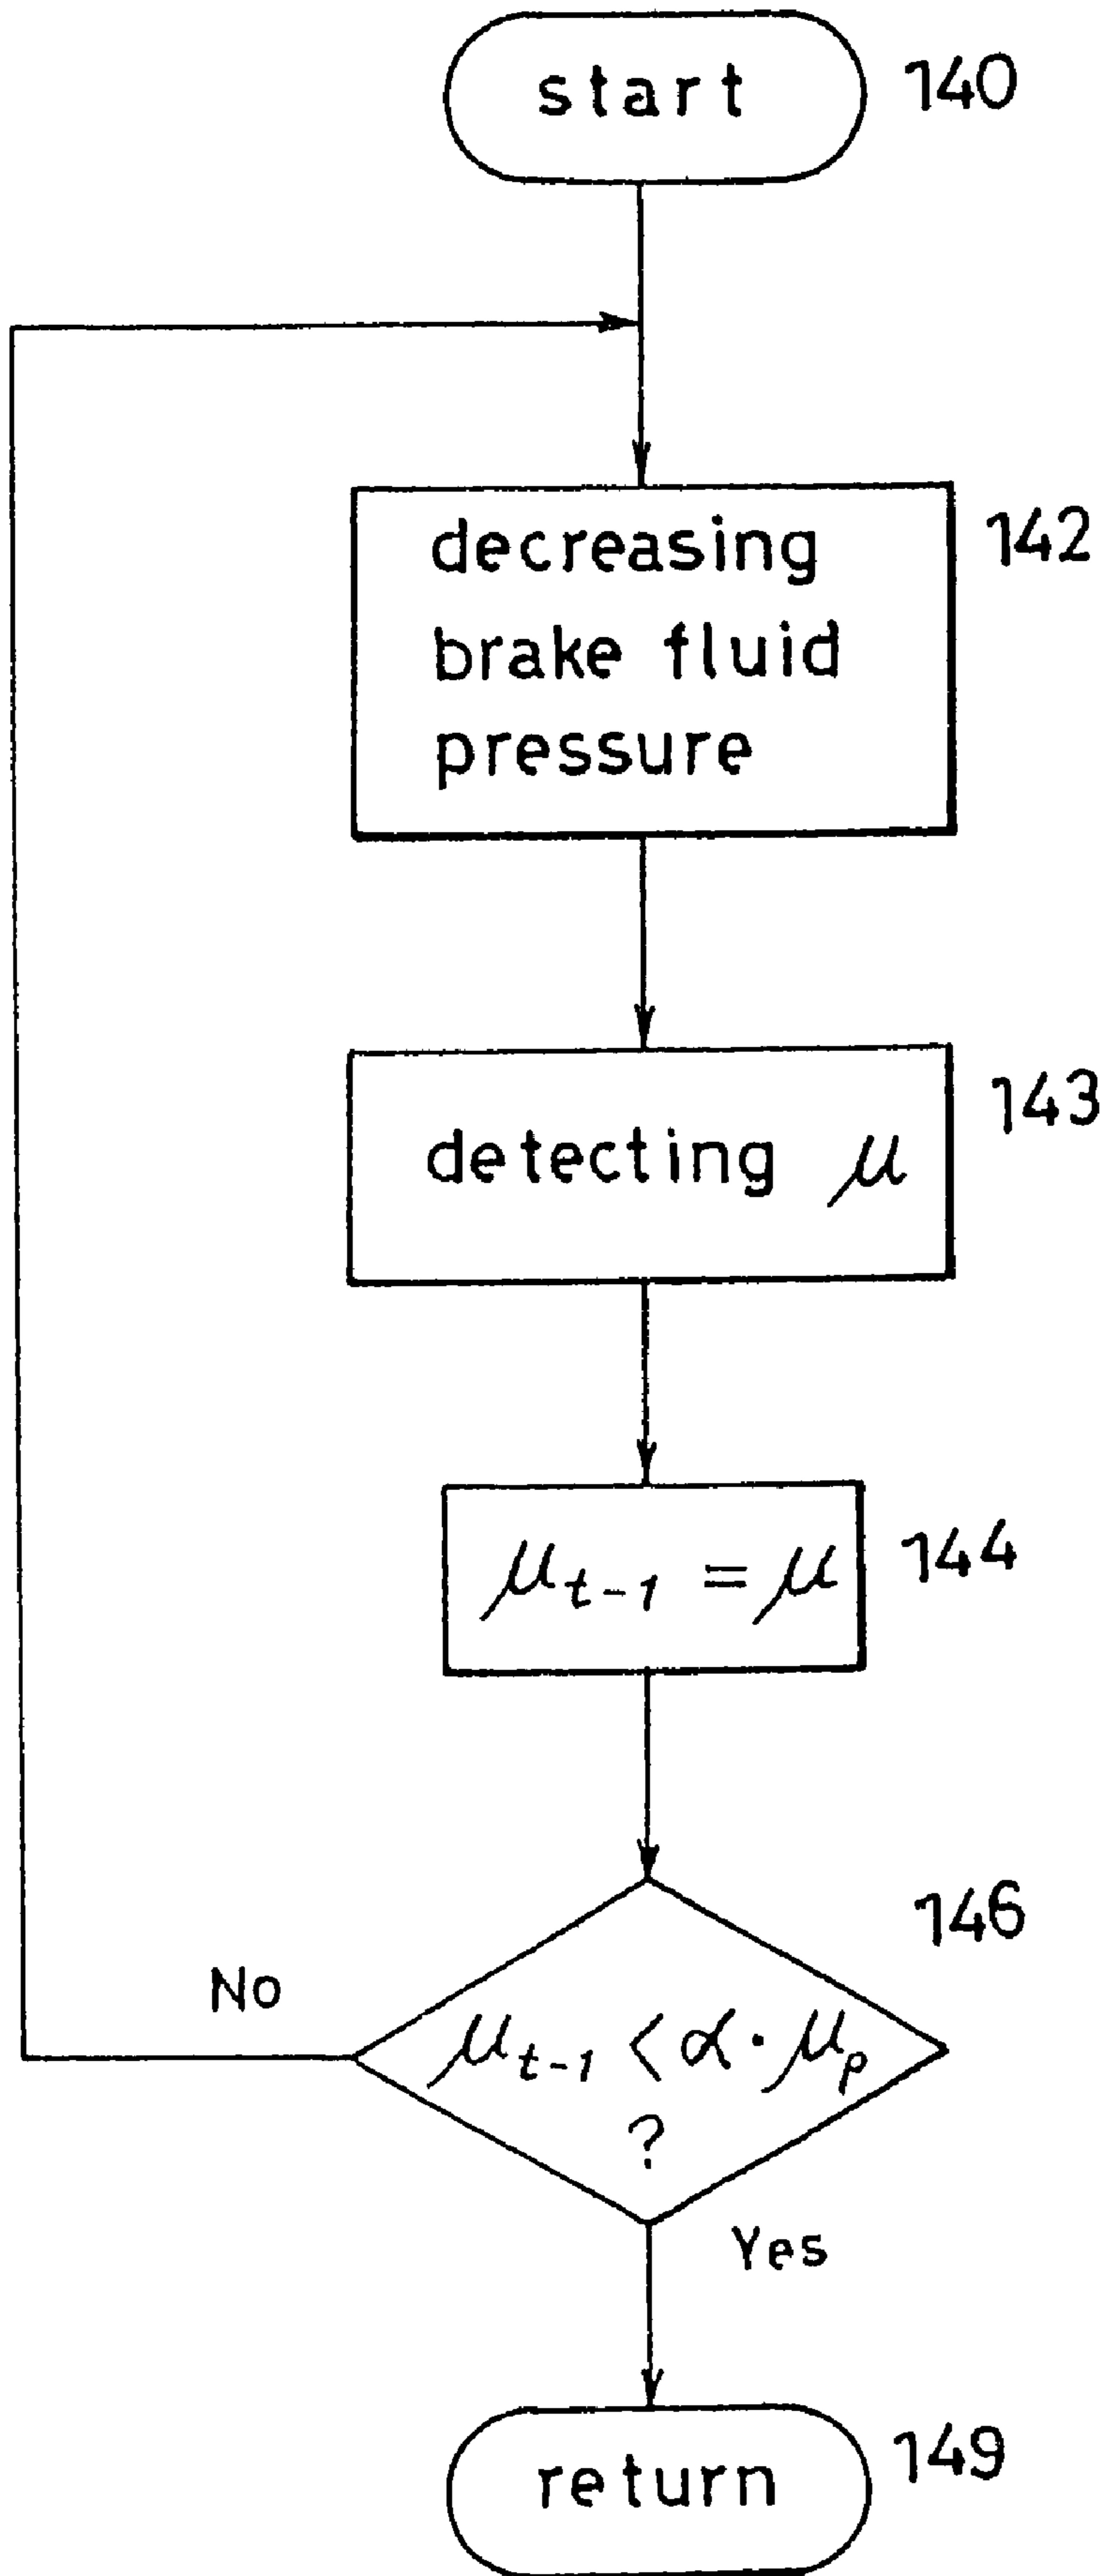 start
140
decreasing
brake fluid
pressure
142
detecting μ
143
μt-1 = μ
144
146
No
μt-1 < α · μp
?
Yes
return
149